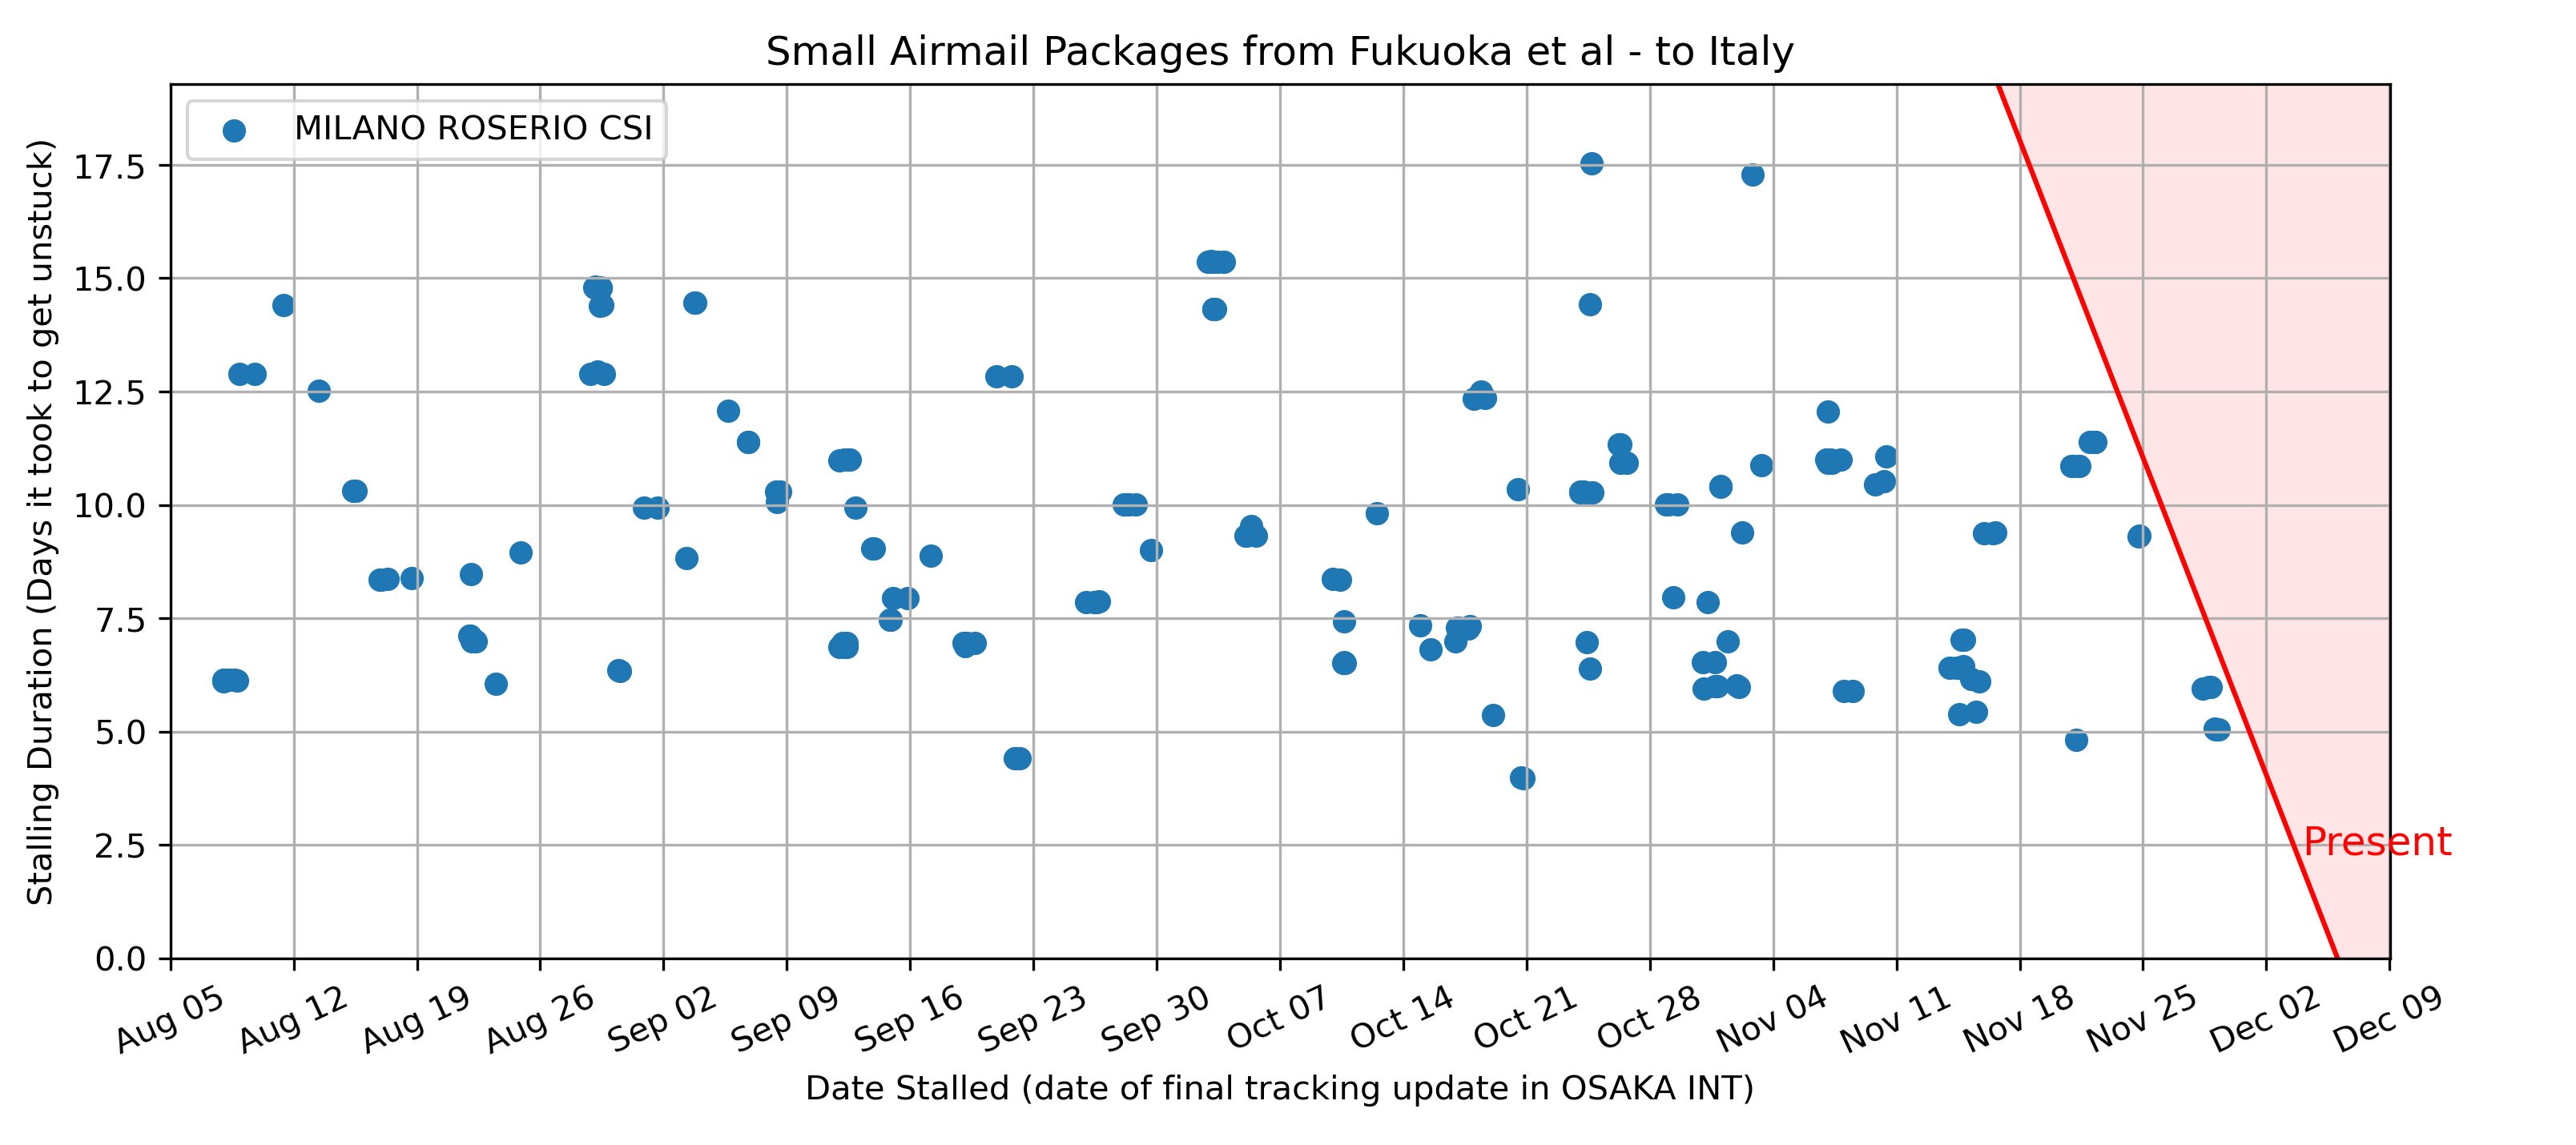 Small Airmail Packages from Fukuoka et al - to Italy
MILANO ROSERIO CSI
Stalling Duration (Days it took to get unstuck)
17.5
15.0
12.5
10.0
7.5
5.0
2.5
0.0
Present
Aug 05 Aug 12 Aug 19 Aug 26 Sep 02 Sep 09 Sep 16 Sep 23 Sep 30 Oct 07 Oct 14 Oct 21 Oct 28 Nov 04 Nov 11 Nov 18 Nov 25 Dec 02 Dec 09
Date Stalled (date of final tracking update in OSAKA INT)